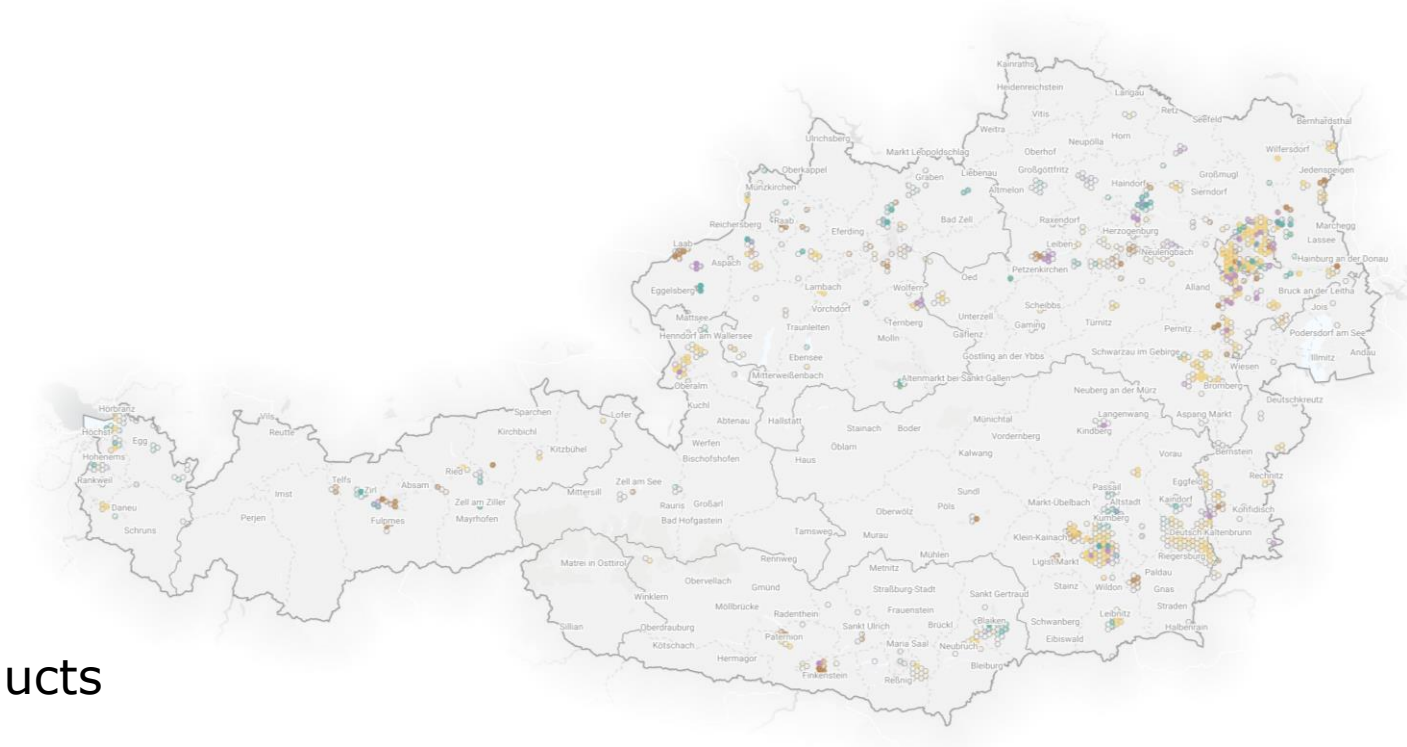 Kainraths
Heidenreichstein
Langau
Vitis
Retz
Seefeld
Bernhardsthal
Weitra
Horn
Neupölla
Ulrichsberg
Markt Leopoldschlag
Oberhof
Wilfersdorf
Oberkappel
Graben
Liebenau
Großgöttfritz
Großmugl
Jedenspeigen
Münzkirchen
Altmelon
Haindorf
Sierndorf
Reichersberg
Raab
Bad Zell
Raxendorf
Marchegg
Eferding
Herzogenburg
Lassee
Laab
Leiben
Neulengbach
Aspach
Petzenkirchen
Hainburg an der Donau
Oed
Eggelsberg
Lambach
Wolfern
Alland
Bruck an der Leitha
Vorchdorf
Scheibbs
Jois
Mattsee
Ternberg
Unterzell
Gaming
Türnitz
Traunleiten
Pernitz
Podersdorf am See
Henndorf am Wallersee
Molln
Gaflenz
Ebensee
Göstling an der Ybbs
Schwarzau im Gebirge
Illmitz
Andau
Wiesen
Mitterweißenbach
Altenmarkt bei Sankt Gallen
Oberalm
Neuberg an der Mürz
Bromberg
Kuchl
Deutschkreutz
Hörbranz
Sparchen
Lofer
Abtenau
Hallstatt
Stainach
Boder
Münichtal
Langenwang
Aspang Markt
Höchst
Vils
Kirchbichl
Kindberg
Egg
Reutte
Vordernberg
Werfen
Öblarn
Kitzbühel
Hohenems
Bischofshofen
Haus
Kalwang
Vorau
Bernstein
Rankweil
Telfs
Absam
Ried
Zell am See
Eggfeld
Rechnitz
Zirl
Mittersill
Sundl
Passail
Imst
Zell am Ziller
Rauris
Großarl
Markt-Übelbach
Altstadt
Kaindorf
Kohfidisch
Daneu
Perjen
Fulpmes
Mayrhofen
Bad Hofgastein
Oberwölz
Pöls
Kumberg
Schruns
Tamsweg
Murau
Klein-Kainach
Deutsch Kaltenbrunn
Mühlen
Ligist-Markt
Riegersburg
Matrei in Osttirol
Rennweg
Metnitz
Paldau
Obervellach
Gmünd
Straßburg-Stadt
Sankt Gertraud
Stainz
Wildon
Gnas
Winklern
Möllbrücke
Radenthein
Frauenstein
Straden
Sillian
Oberdrauburg
Sankt Ulrich
Brückl
Blaiken
Schwanberg
Leibnitz
Halbenrain
Paternion
Kötschach
Maria Saal
Neubruch
Eibiswald
Hermagor
Bleiburg
Finkenstein
Reßnig
ucts